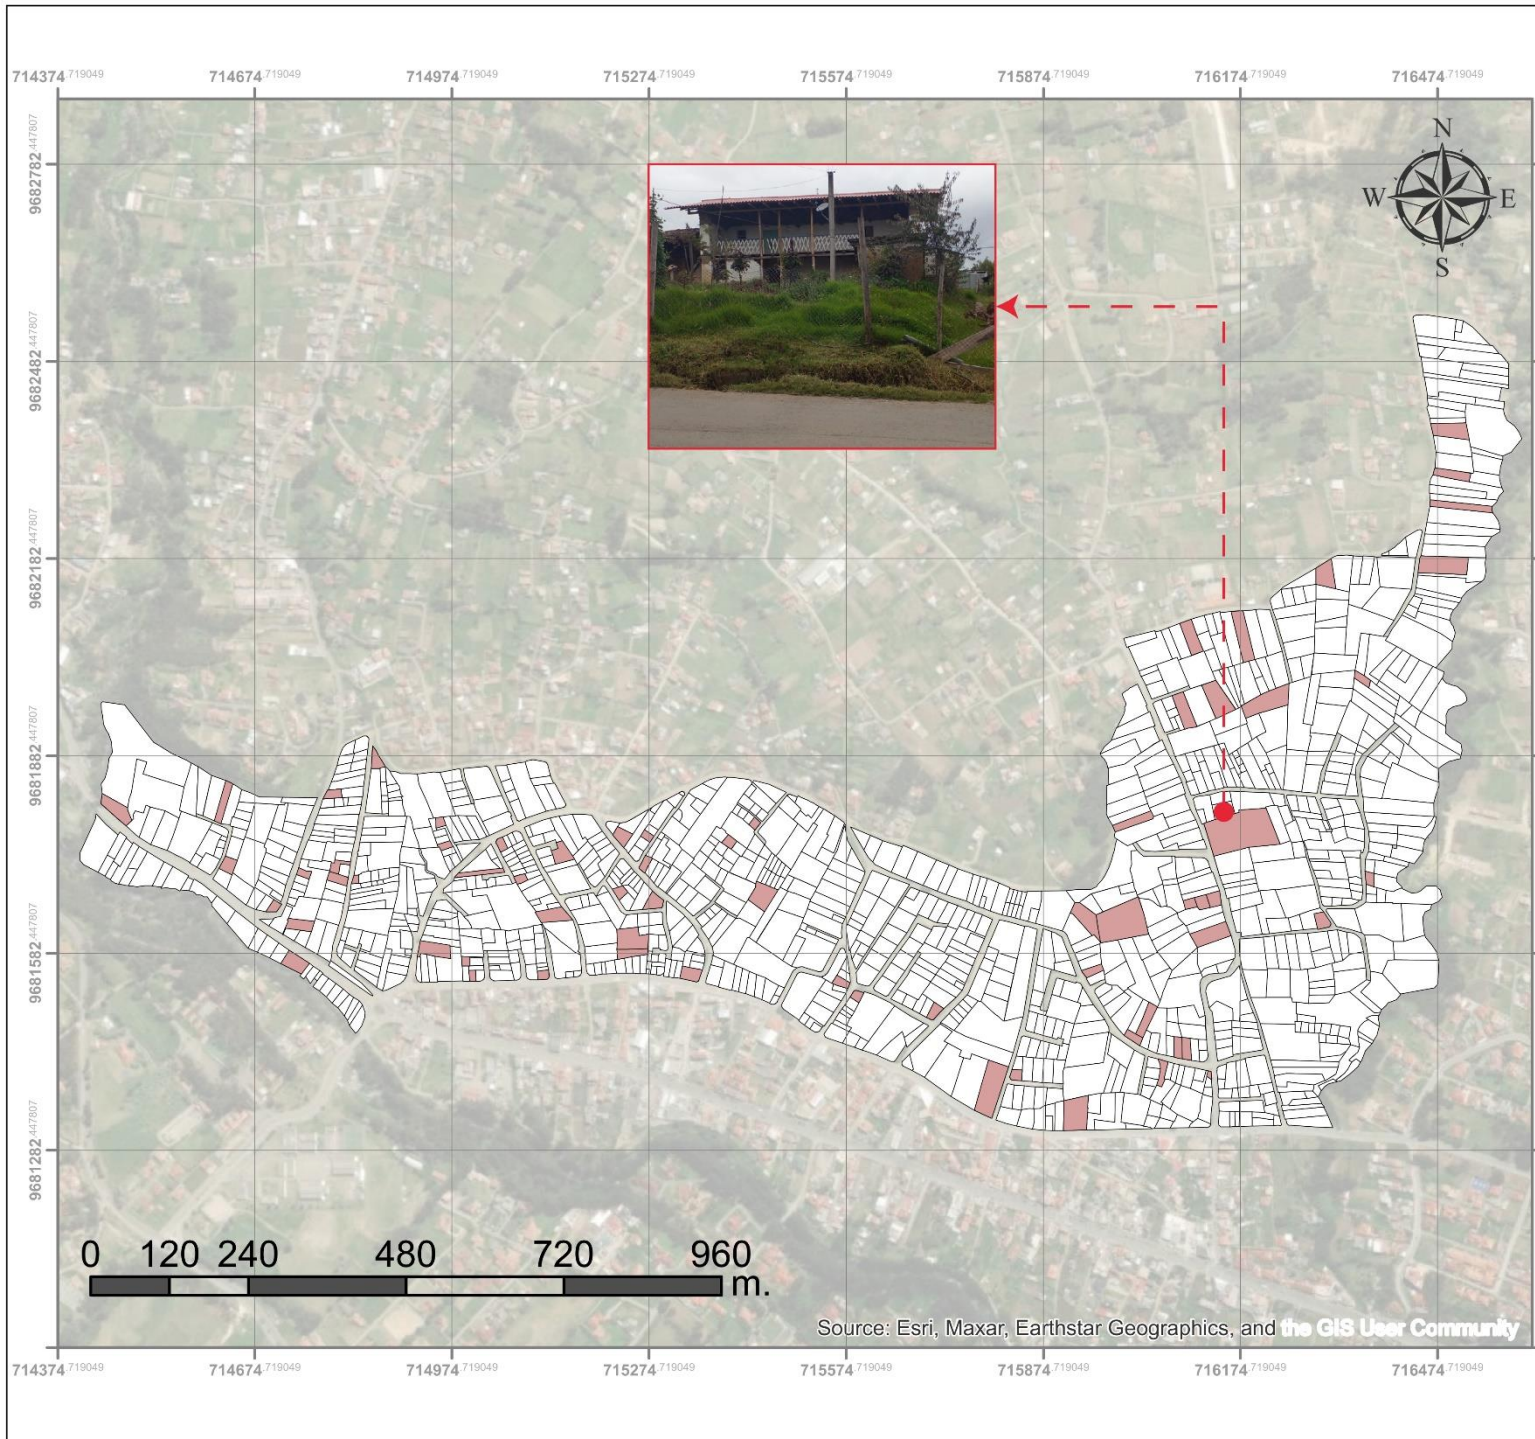 714374.719049 714674.719049 714974.719049 715274.719049 715574.719049 715874.719049 716174.719049 716474.719049
N
W E
S
9682782.447807
9682482.447807
9682182.447807
9681882.447807
9681582.447807
9681282.447807
0 120 240 480 720 960
m.
Source: Esri, Maxar, Earthstar Geographics, and the GIS User Community
714374.719049 714674.719049 714974.719049 715274.719049 715574.719049 715874.719049 716174.719049 716474.719049